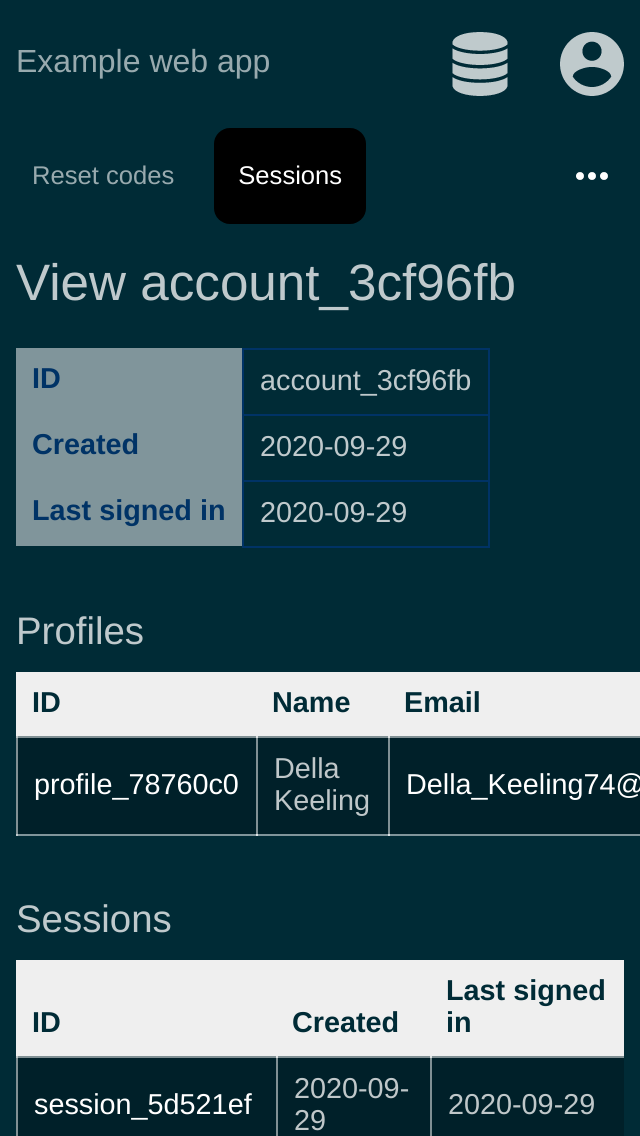 Example web app
Reset codes Sessions
View account_3cf96fb
ID account_3cf96fb
Created 2020-09-29
Last signed in 2020-09-29
Profiles
ID Name Email
profile_78760c0 Della Keeling Della_Keeling74@
Sessions
ID Created Last signed in
session_5d521ef 2020-09-29 2020-09-29